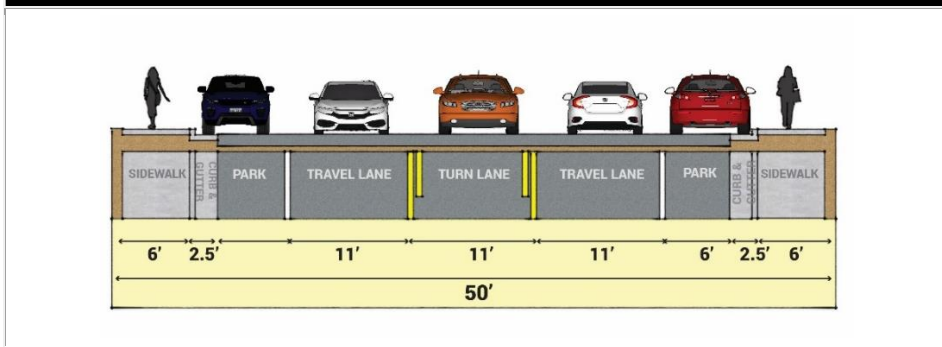 SIDEWALK CURB & GUTTER PARK TRAVEL LANE TURN LANE TRAVEL LANE PARK CURB & GUTTER SIDEWALK
6’ 2.5’ 11’ 11’ 11’ 6’ 2.5’ 6’
50’